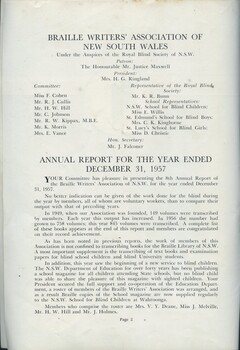 BRAILLE WRITERS' ASSOCIATION OF
NEW SOUTH WALES
Under the Auspices of the Royal Blind Society of N.S.W.
Patron:
The Honourable Mr. Justice Maxwell
President:
Mrs. H. G. Ringland
Committee:
Miss F. Cohen
Mr. R. J. Cullis
Mr. H. W. Hill
Mr. C. Johnson
Mr. R. W. Kippax, M.B.E.
Mr. K. Morris
Mrs. E. Vance
Representative of the Royal Blind
Society:
Mr. K. R. Bunn
School Representatives:
N.S.W. School for Blind Children:
Miss E. Willis
St. Edmund's School for Blind Boys:
Mrs. C. K. Kinghorne
St. Lucy's School for Blind Girls:
Mrs. D. Christie
Hon. Secretary:
Mr. J. Falconer
ANNUAL REPORT FOR THE YEAR ENDED
DECEMBER 31, 1957
YOUR Committee has pleasure in presenting the 8th Annual Report of
the Braille Writers' Association of N.S.W. for the year ended December
31, 1957.
No better indication can be given of the work done for the blind during
the year by members, all of whom are voluntary workers, than to compare their
output with that of preceding years.
In 1949, when our Association was founded, 149 volumes were transcribed
by members. Each year this output has increased. In 1956 the number had
grown to 758 volumes; this year volumes were transcribed. A complete list
of these books appears at the end of this report and members are congratulated
on their record achievement.
As has been noted in previous reports, the work of members of this
Association is not confined to transcribing books for the Braille Library of N.S.W.
A most important supplement is the transcribing of text books and examination
papers for blind school children and blind University students.
In addition, this year saw the beginning of a new service to blind children.
The N.S.W. Department of Education for over forty years has been publishing
a school magazine for all children attending State schools, but no blind child
was able to share the pleasure of this magazine with sighted children. Your
President secured the full support and co-operation of the Education Depart-
ment, a roster of members of the Braille Writers Association was arranged, and
as a result Braille copies of the School magazine are now supplied regularly
to the N.S.W. School for Blind Children at Wahroonga.
Members who comprise the roster are Mrs. V. V. Deane, Miss J. Melville,
Mr. H. W. Hill and Mr. J. Holmes.
Page 2